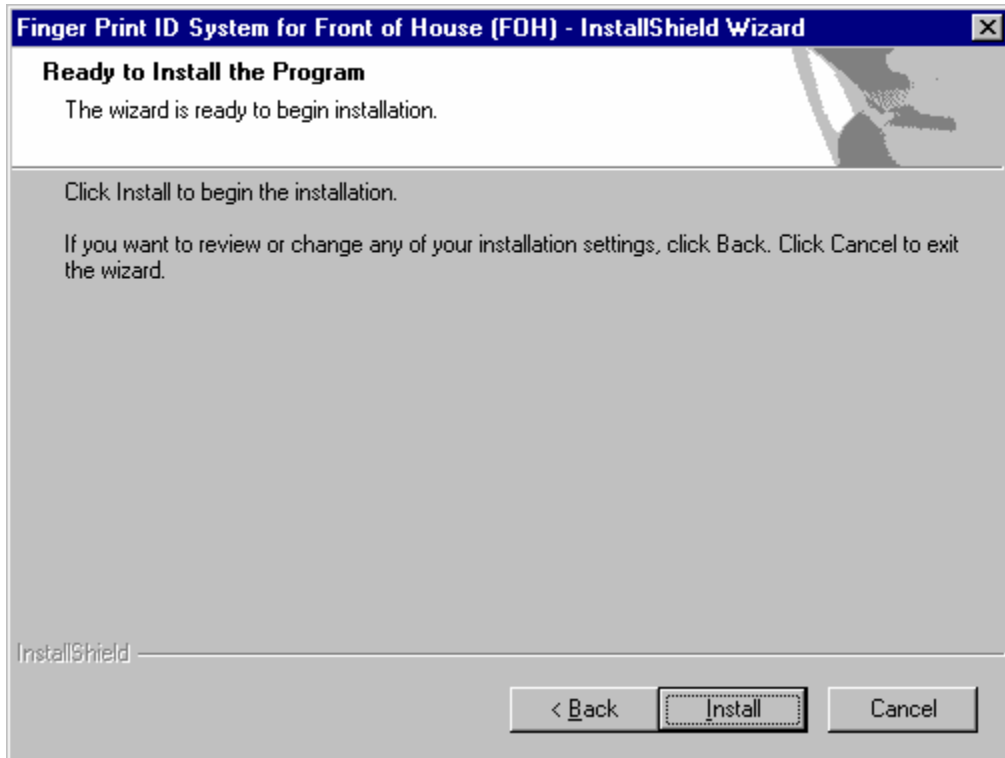 Finger Print ID System for Front of House (FOH) - InstallShield Wizard
Ready to Install the Program
The wizard is ready to begin installation.
Click Install to begin the installation.
If you want to review or change any of your installation settings, click Back. Click Cancel to exit
the wizard.
InstallShield
< Back Install Cancel